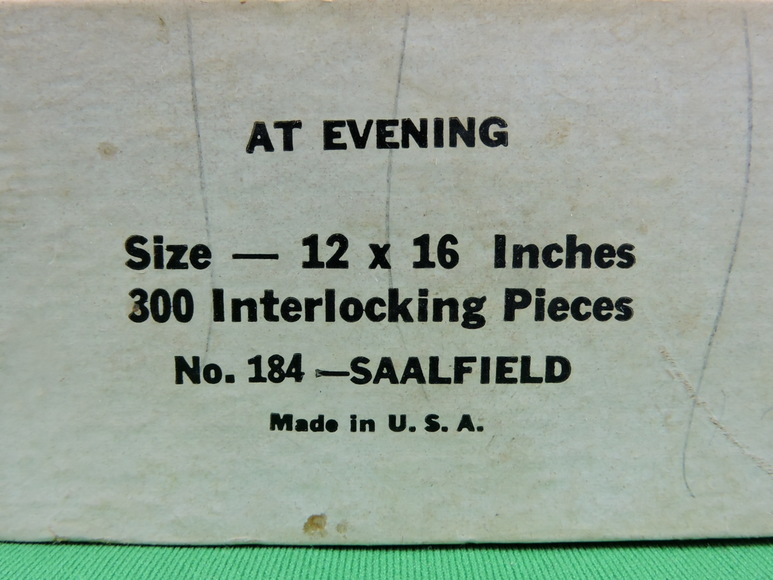 AT EVENING
Size — 12 x 16 Inches
300 Interlocking Pieces
No. 184 —SAALFIELD
Made in U. S. A.